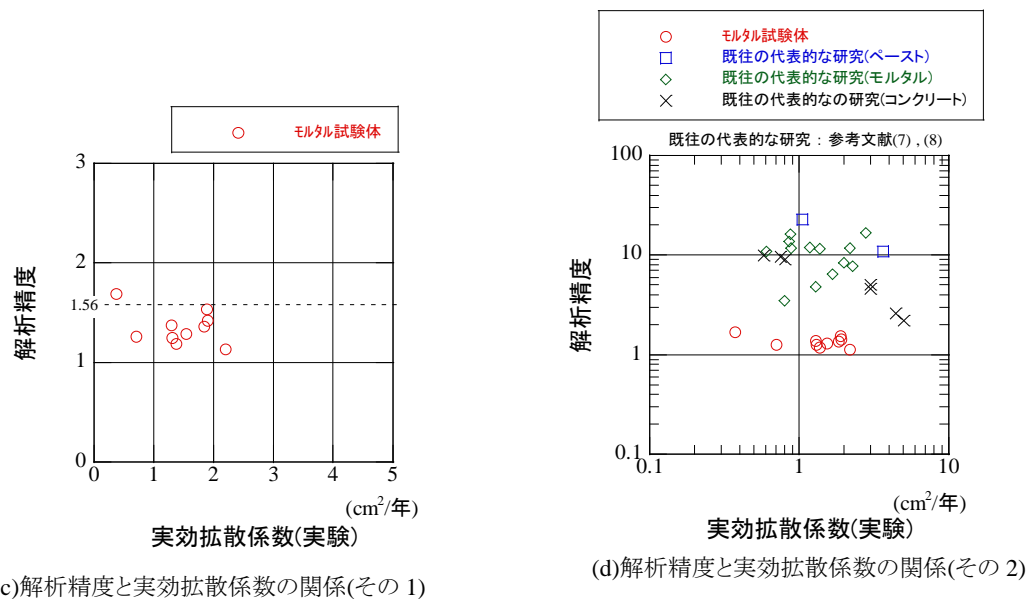 モルタル試験体
3
2
1.56
1
0
0 1 2 3 4 5
(cm2/年)
解析精度
実効拡散係数(実験)
c)解析精度と実効拡散係数の関係(その 1)
モルタル試験体
既往の代表的な研究(ペースト)
既往の代表的な研究(モルタル)
既往の代表的なの研究(コンクリート)
既往の代表的な研究 : 参考文献(7) , (8)
100
10
1
0.1
0.1 1 10
(cm2/年)
解析精度
実効拡散係数(実験)
(d)解析精度と実効拡散係数の関係(その 2)